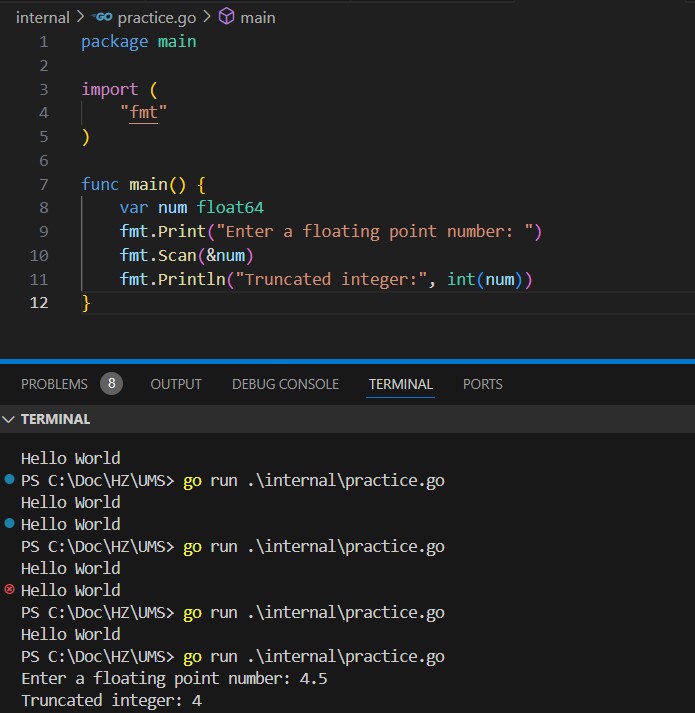 internal > practice.go > main
1 package main
2
3 import (
4     "fmt"
5 )
6
7 func main() {
8     var num float64
9     fmt.Print("Enter a floating point number: ")
10     fmt.Scan(&num)
11     fmt.Println("Truncated integer:", int(num))
12 }
PROBLEMS 8 OUTPUT DEBUG CONSOLE TERMINAL PORTS
TERMINAL
Hello World
PS C:\Doc\HZ\UMS> go run .\internal\practice.go
Hello World
Hello World
PS C:\Doc\HZ\UMS> go run .\internal\practice.go
Hello World
Hello World
PS C:\Doc\HZ\UMS> go run .\internal\practice.go
Hello World
PS C:\Doc\HZ\UMS> go run .\internal\practice.go
Enter a floating point number: 4.5
Truncated integer: 4